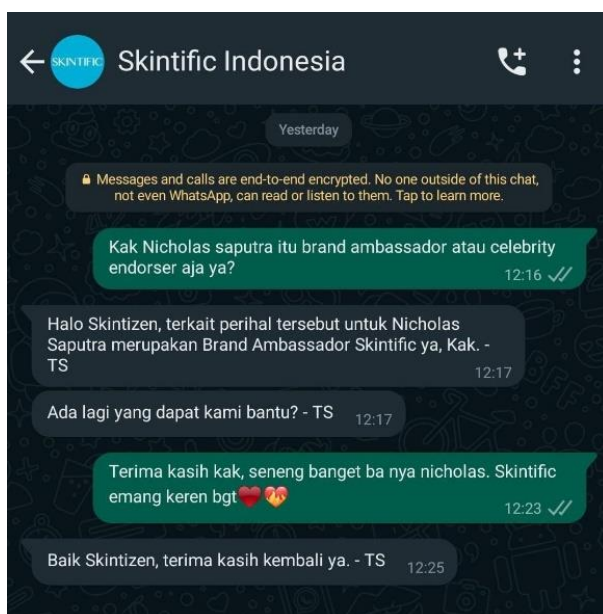 SKINTIFIC
Skintific Indonesia
Yesterday
Messages and calls are end-to-end encrypted. No one outside of this chat,
not even WhatsApp, can read or listen to them. Tap to learn more.
Kak Nicholas saputra itu brand ambassador atau celebrity
endorser aja ya?
12:16
Halo Skintizen, terkait perihal tersebut untuk Nicholas
Saputra merupakan Brand Ambassador Skintific ya, Kak. -
TS
12:17
Ada lagi yang dapat kami bantu? - TS 12:17
Terima kasih kak, seneng banget ba nya nicholas. Skintific
emang keren bgt❤️💝
12:23
Baik Skintizen, terima kasih kembali ya. - TS 12:25